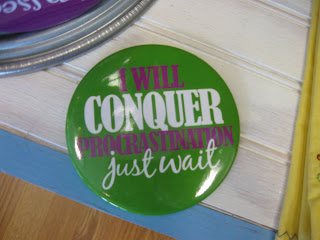 I WILL
CONQUER
PROCRASTINATION
just wait